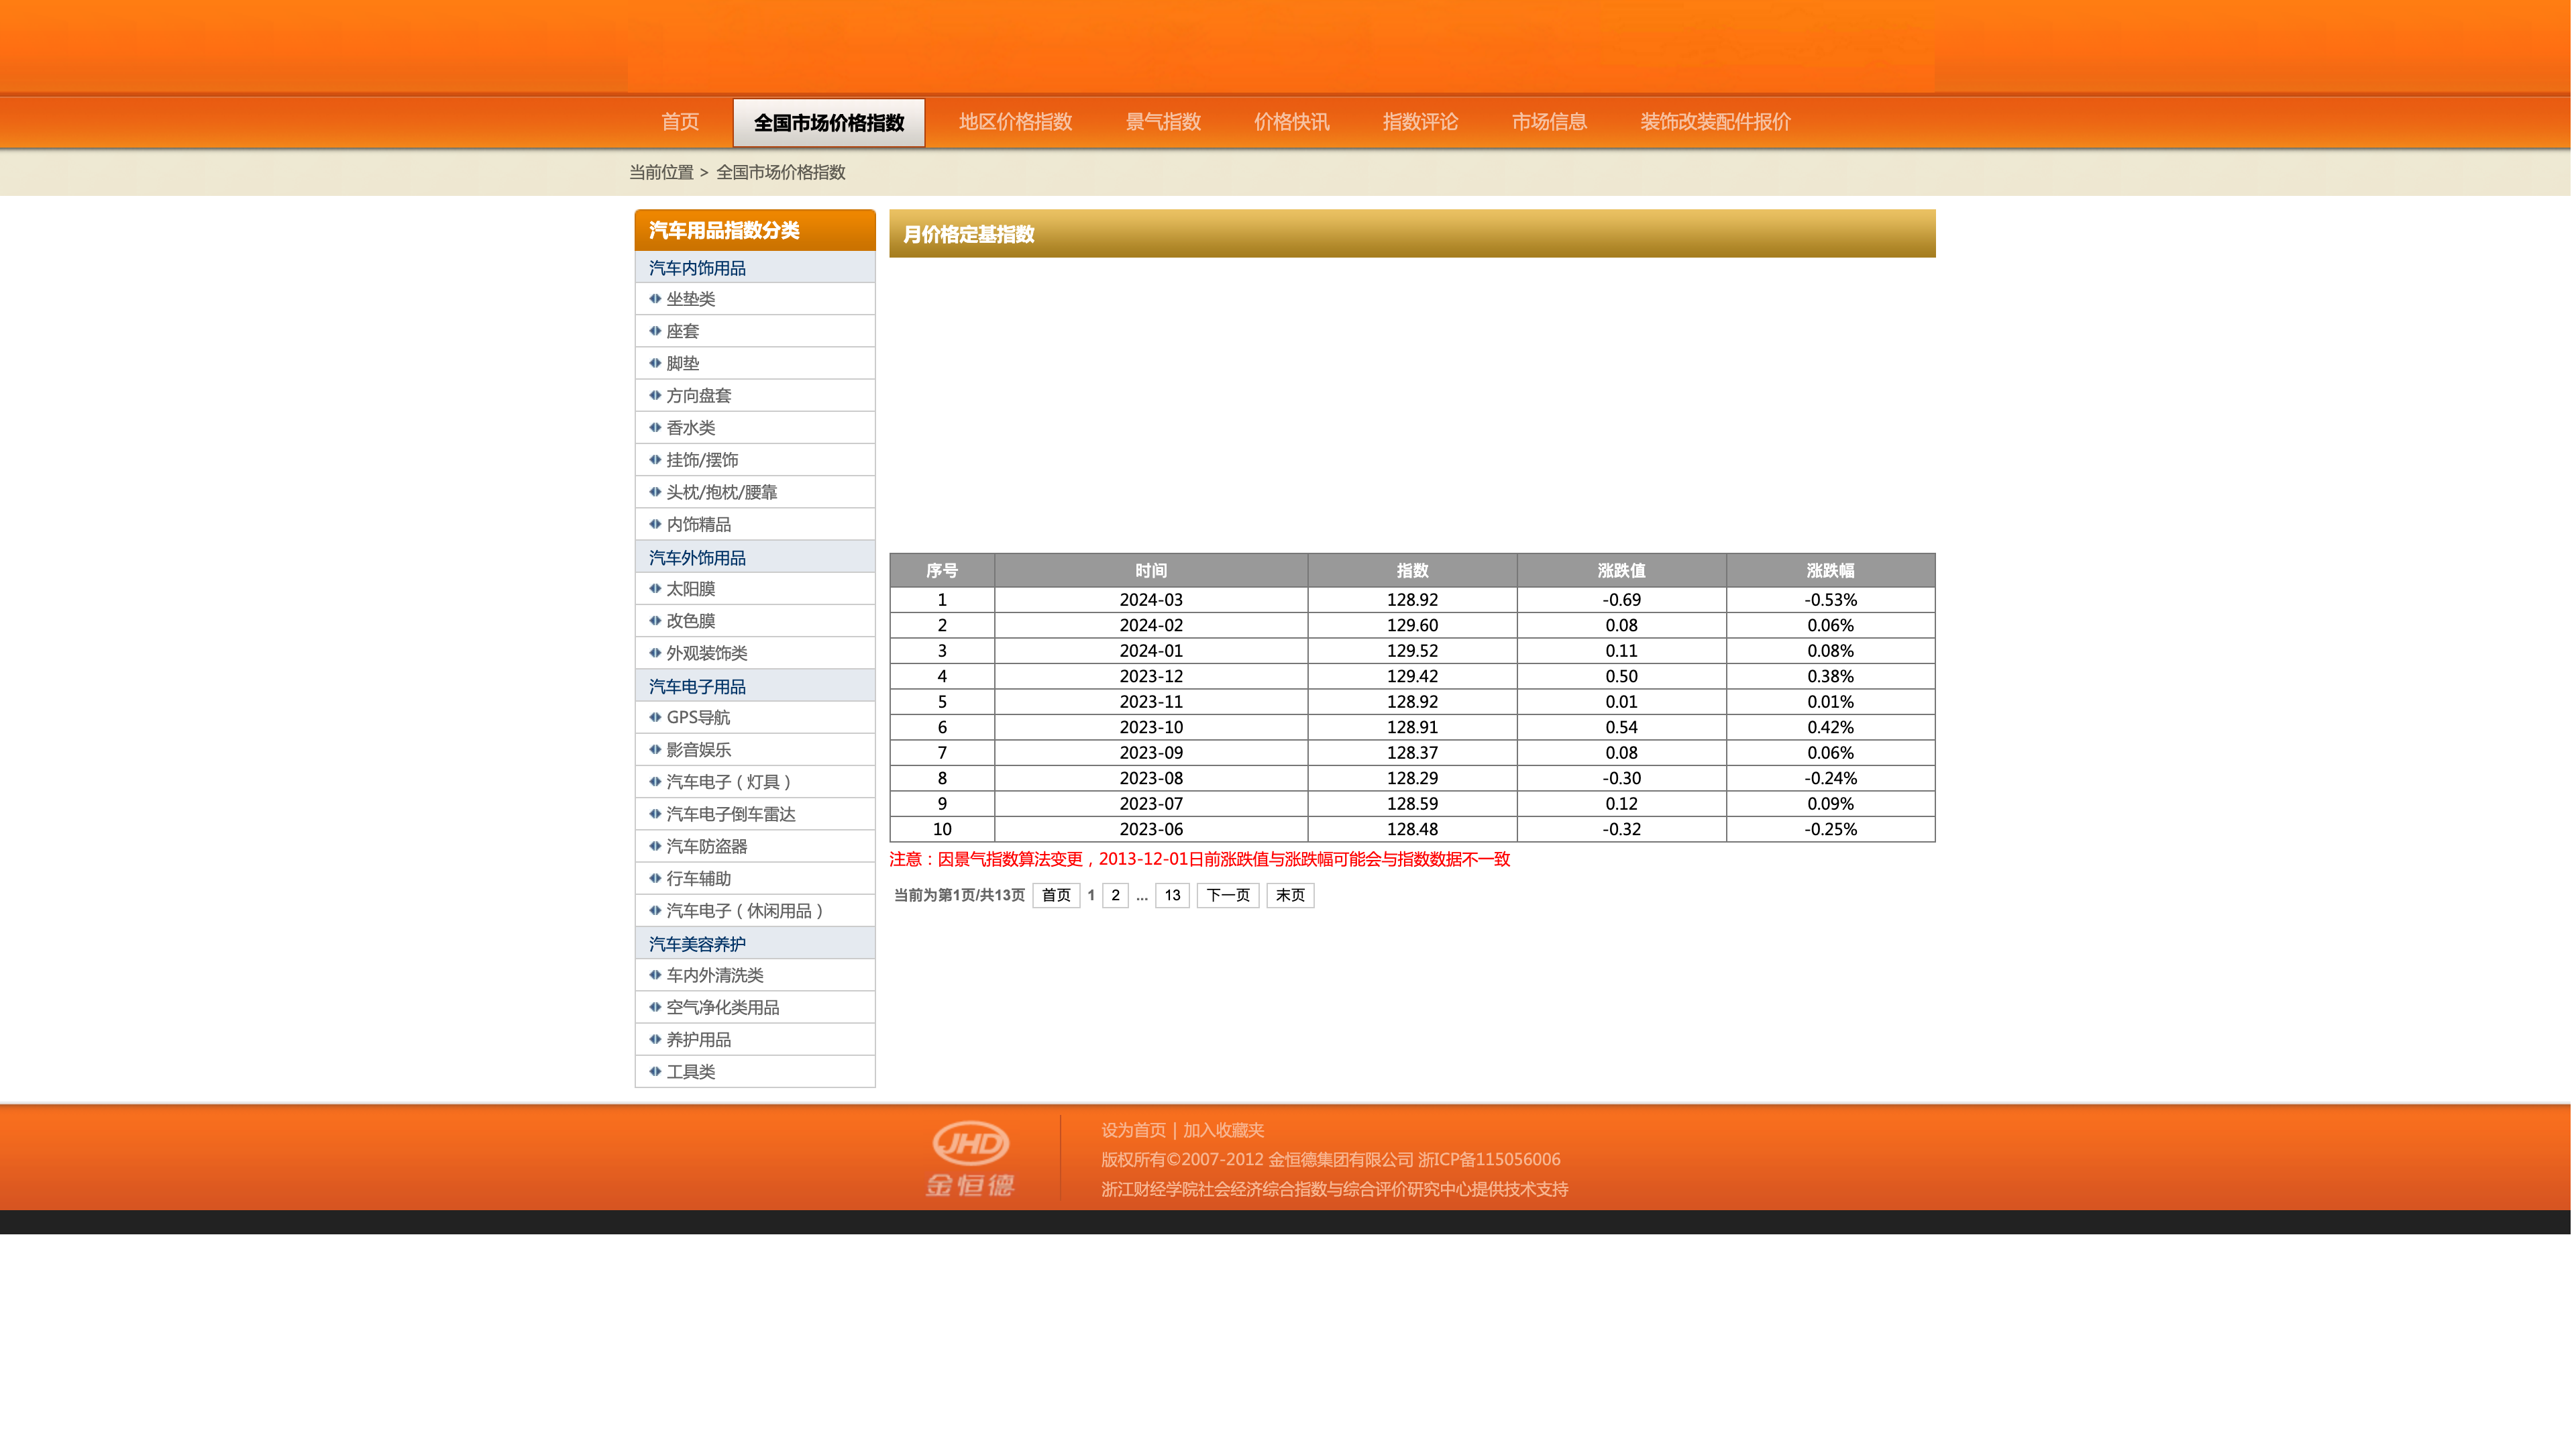 首页 全国市场价格指数 地区价格指数 景气指数 价格快讯 指数评论 市场信息 装饰改装配件报价
当前位置 > 全国市场价格指数
汽车用品指数分类
汽车内饰用品
坐垫类
座套
脚垫
方向盘套
香水类
挂饰/摆饰
头枕/抱枕/腰靠
内饰精品
汽车外饰用品
太阳膜
改色膜
外观装饰类
汽车电子用品
GPS导航
影音娱乐
汽车电子（灯具）
汽车电子倒车雷达
汽车防盗器
行车辅助
汽车电子（休闲用品）
汽车美容养护
车内外清洗类
空气净化类用品
养护用品
工具类
月价格定基指数
序号 时间 指数 涨跌值 涨跌幅
1 2024-03 128.92 -0.69 -0.53%
2 2024-02 129.60 0.08 0.06%
3 2024-01 129.52 0.11 0.08%
4 2023-12 129.42 0.50 0.38%
5 2023-11 128.92 0.01 0.01%
6 2023-10 128.91 0.54 0.42%
7 2023-09 128.37 0.08 0.06%
8 2023-08 128.29 -0.30 -0.24%
9 2023-07 128.59 0.12 0.09%
10 2023-06 128.48 -0.32 -0.25%
注意：因景气指数算法变更，2013-12-01日前涨跌值与涨跌幅可能会与指数数据不一致
当前为第1页/共13页 首页 1 2 ... 13 下一页 末页
JHD
金恒德
设为首页 | 加入收藏夹
版权所有©2007-2012 金恒德集团有限公司 浙ICP备115056006
浙江财经学院社会经济综合指数与综合评价研究中心提供技术支持